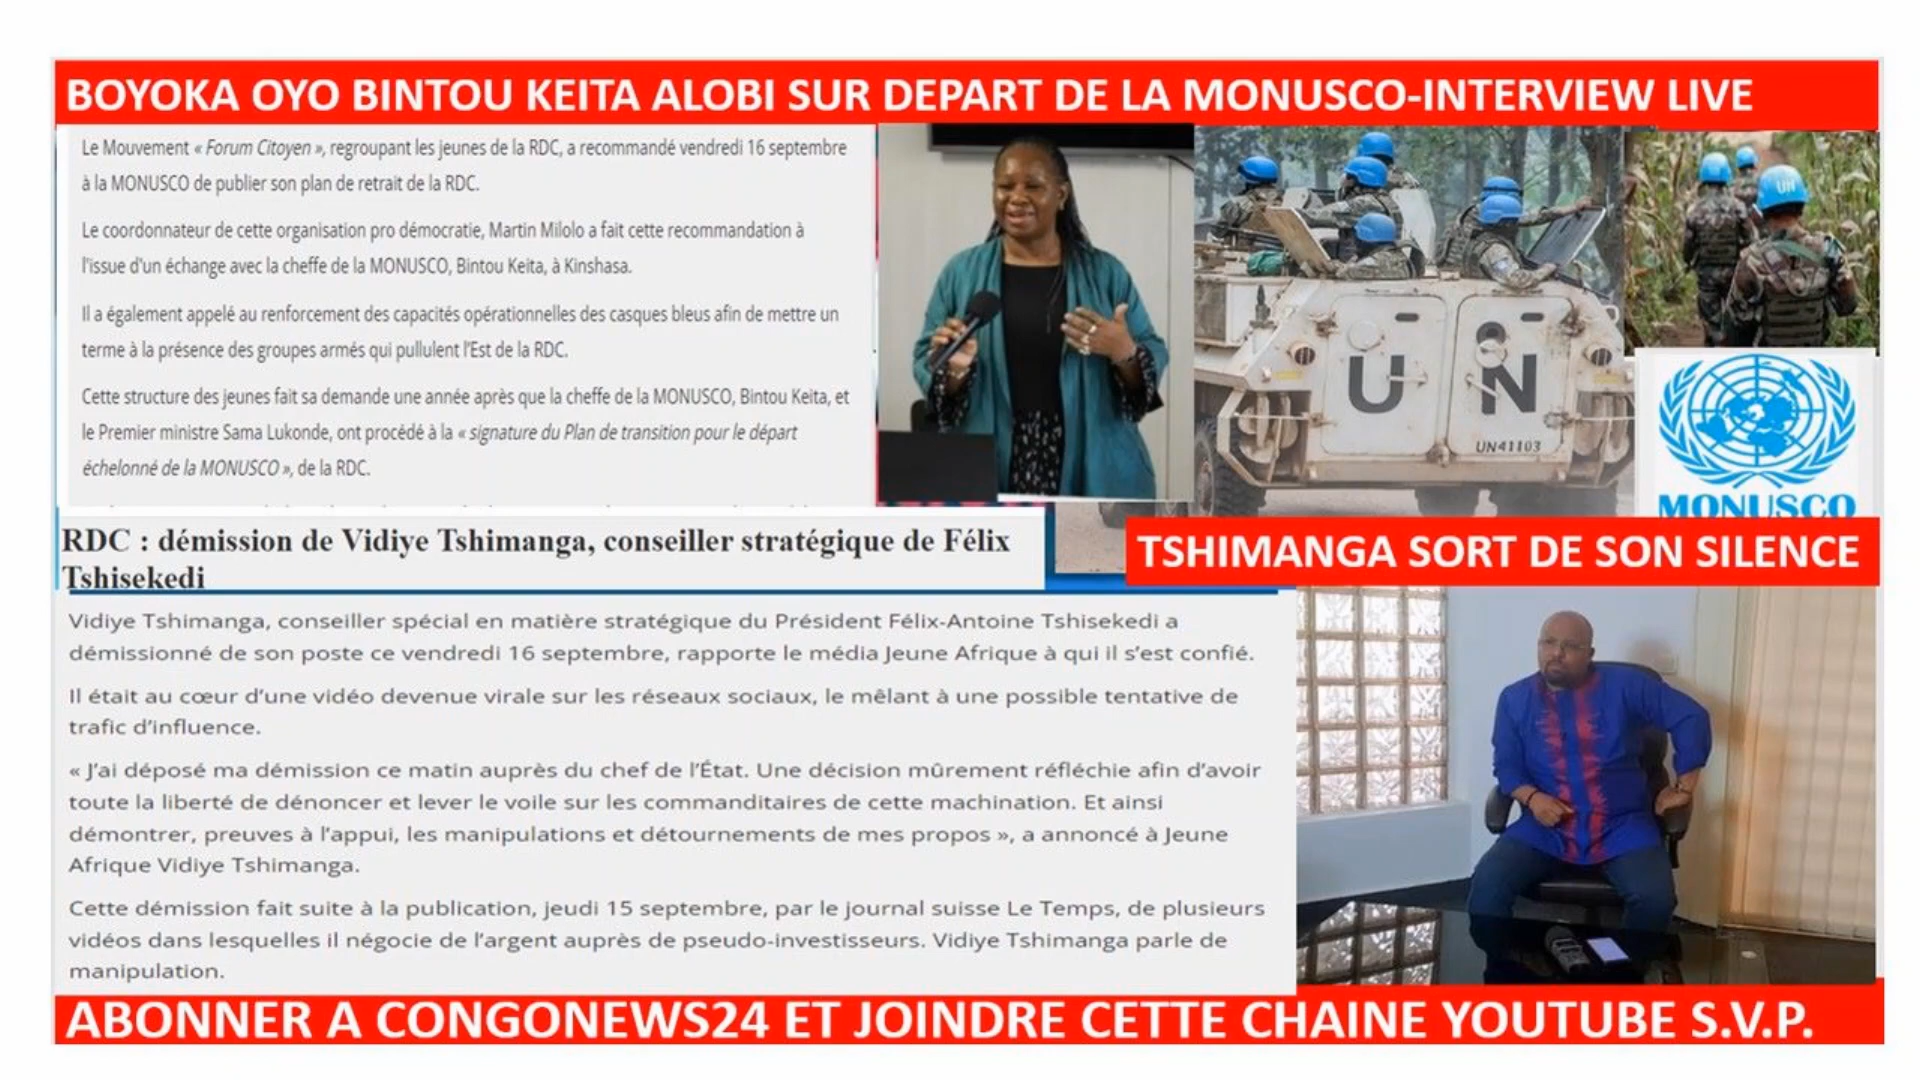 BOYOKA OYO BINTOU KEITA ALOBI SUR DEPART DE LA MONUSCO-INTERVIEW LIVE
Le Mouvement « Forum Citoyen », regroupant les jeunes de la RDC, a recommandé vendredi 16 septembre
à la MONUSCO de publier son plan de retrait de la RDC.
Le coordonnateur de cette organisation pro démocratie, Martin Milolo a fait cette recommandation à
l'issue d'un échange avec la cheffe de la MONUSCO, Bintou Keita, à Kinshasa.
Il a également appelé au renforcement des capacités opérationnelles des casques bleus afin de mettre un
terme à la présence des groupes armés qui pullulent l'Est de la RDC.
Cette structure des jeunes fait sa demande une année après que la cheffe de la MONUSCO, Bintou Keita, et
le Premier ministre Sama Lukonde, ont procédé à la « signature du Plan de transition pour le départ
échelonné de la MONUSCO », de la RDC.
U N
UN41103
UN
MONUSCO
RDC : démission de Vidiye Tshimanga, conseiller stratégique de Félix
Tshisekedi
TSHIMANGA SORT DE SON SILENCE
Vidiye Tshimanga, conseiller spécial en matière stratégique du Président Félix-Antoine Tshisekedi a
démissionné de son poste ce vendredi 16 septembre, rapporte le média Jeune Afrique à qui il s'est confié.
Il était au cœur d'une vidéo devenue virale sur les réseaux sociaux, le mêlant à une possible tentative de
trafic d'influence.
« J'ai déposé ma démission ce matin auprès du chef de l'État. Une décision mûrement réfléchie afin d'avoir
toute la liberté de dénoncer et lever le voile sur les commanditaires de cette machination. Et ainsi
démontrer, preuves à l'appui, les manipulations et détournements de mes propos », a annoncé à Jeune
Afrique Vidiye Tshimanga.
Cette démission fait suite à la publication, jeudi 15 septembre, par le journal suisse Le Temps, de plusieurs
vidéos dans lesquelles il négocie de l'argent auprès de pseudo-investisseurs. Vidiye Tshimanga parle de
manipulation.
ABONNER A CONGONEWS24 ET JOINDRE CETTE CHAINE YOUTUBE S.V.P.